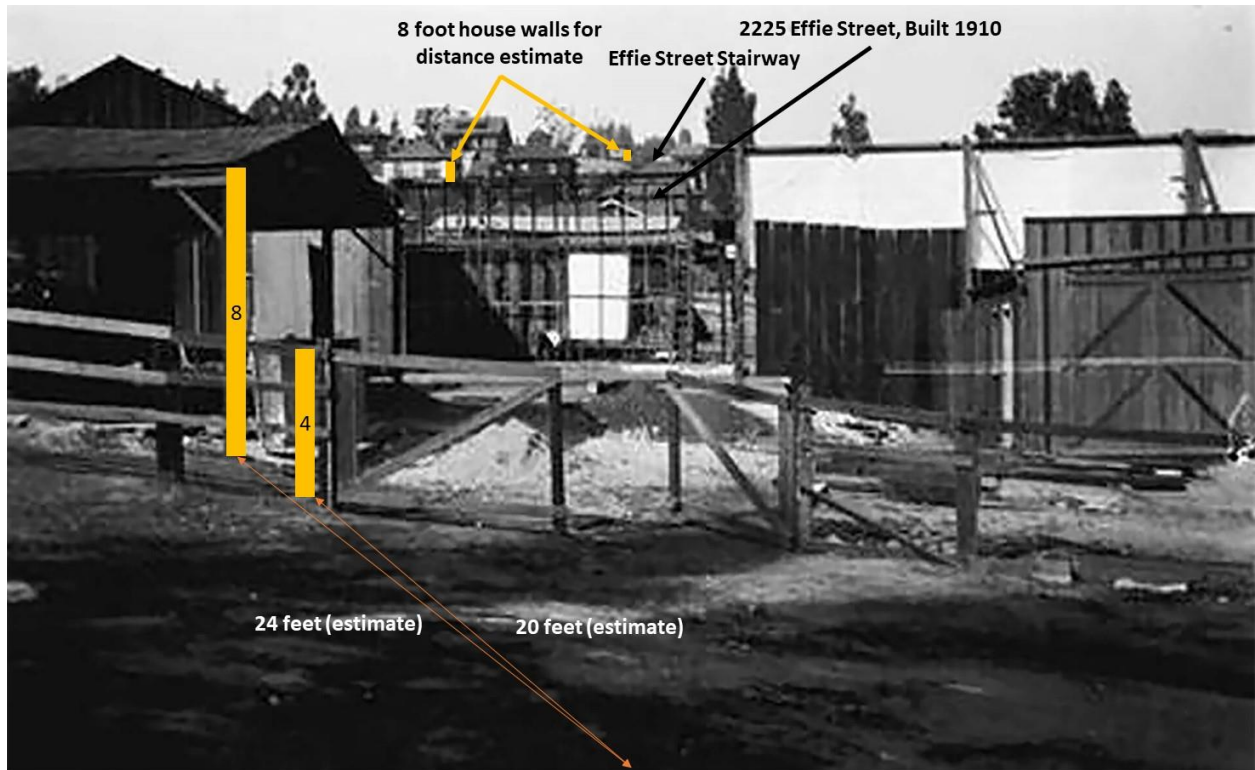 8 foot house walls for
distance estimate
2225 Effie Street, Built 1910
Effie Street Stairway
8
4
24 feet (estimate)
20 feet (estimate)